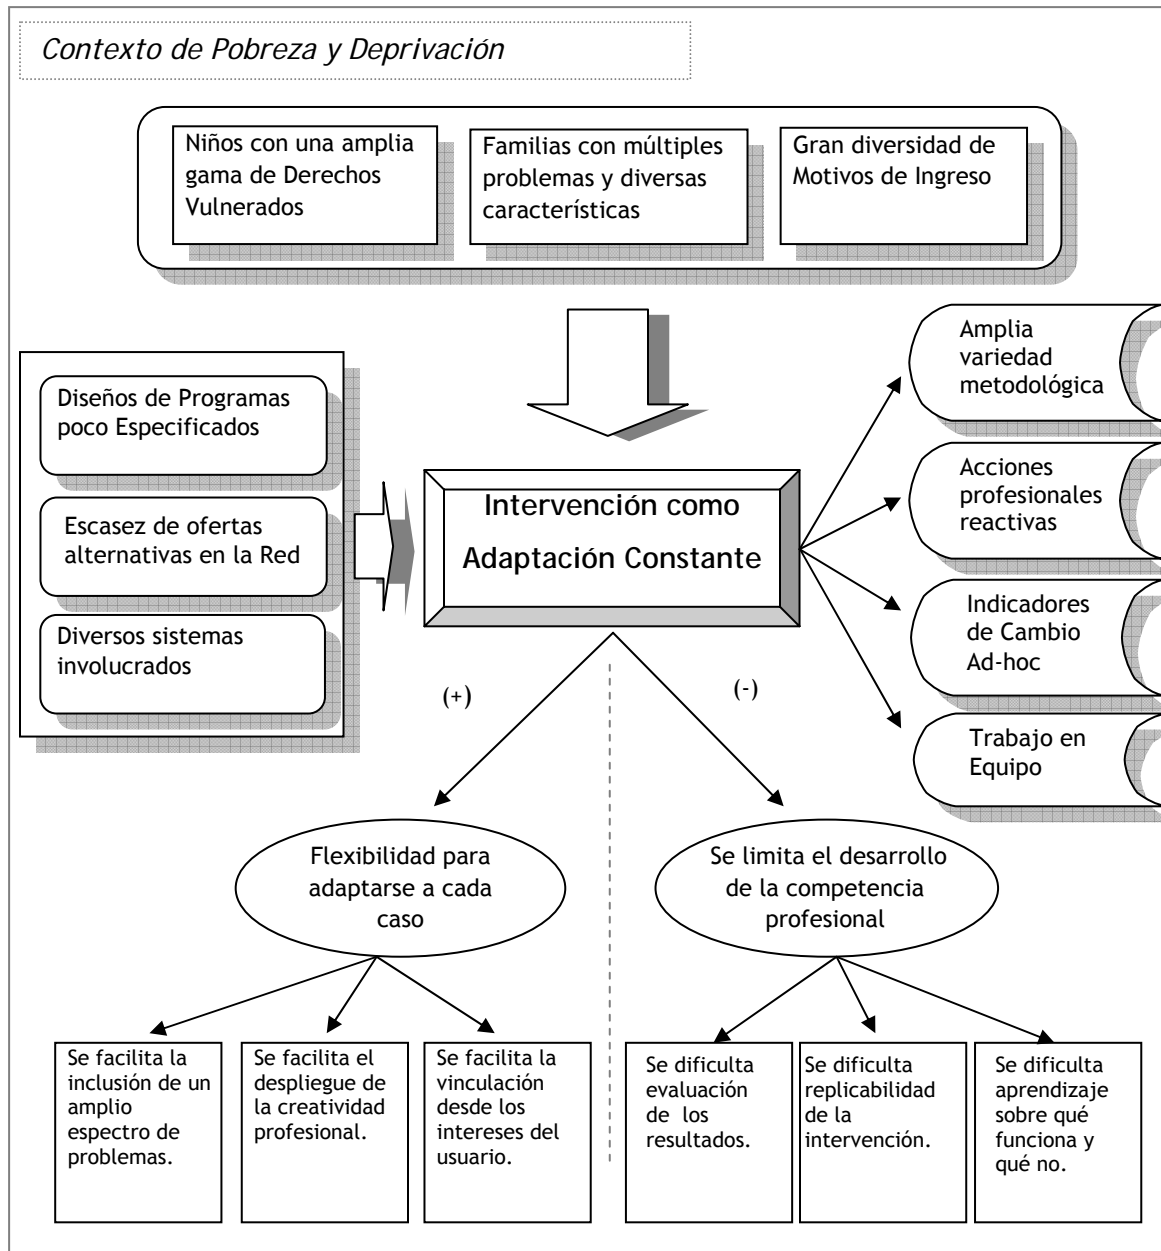 Contexto de Pobreza y Deprivación
Niños con una amplia
gama de Derechos
Vulnerados
Familias con múltiples
problemas y diversas
características
Gran diversidad de
Motivos de Ingreso
Diseños de Programas
poco Especificados
Escasez de ofertas
alternativas en la Red
Diversos sistemas
involucrados
Intervención como
Adaptación Constante
Amplia
variedad
metodológica
Acciones
profesionales
reactivas
Indicadores
de Cambio
Ad-hoc
Trabajo en
Equipo
(+)
(-)
Flexibilidad para
adaptarse a cada
caso
Se limita el desarrollo
de la competencia
profesional
Se facilita la
inclusión de un
amplio
espectro de
problemas.
Se facilita el
despliegue de
la creatividad
profesional.
Se facilita la
vinculación
desde los
intereses del
usuario.
Se dificulta
evaluación
de los
resultados.
Se dificulta
replicabilidad
de la
intervención.
Se dificulta
aprendizaje
sobre qué
funciona y
qué no.